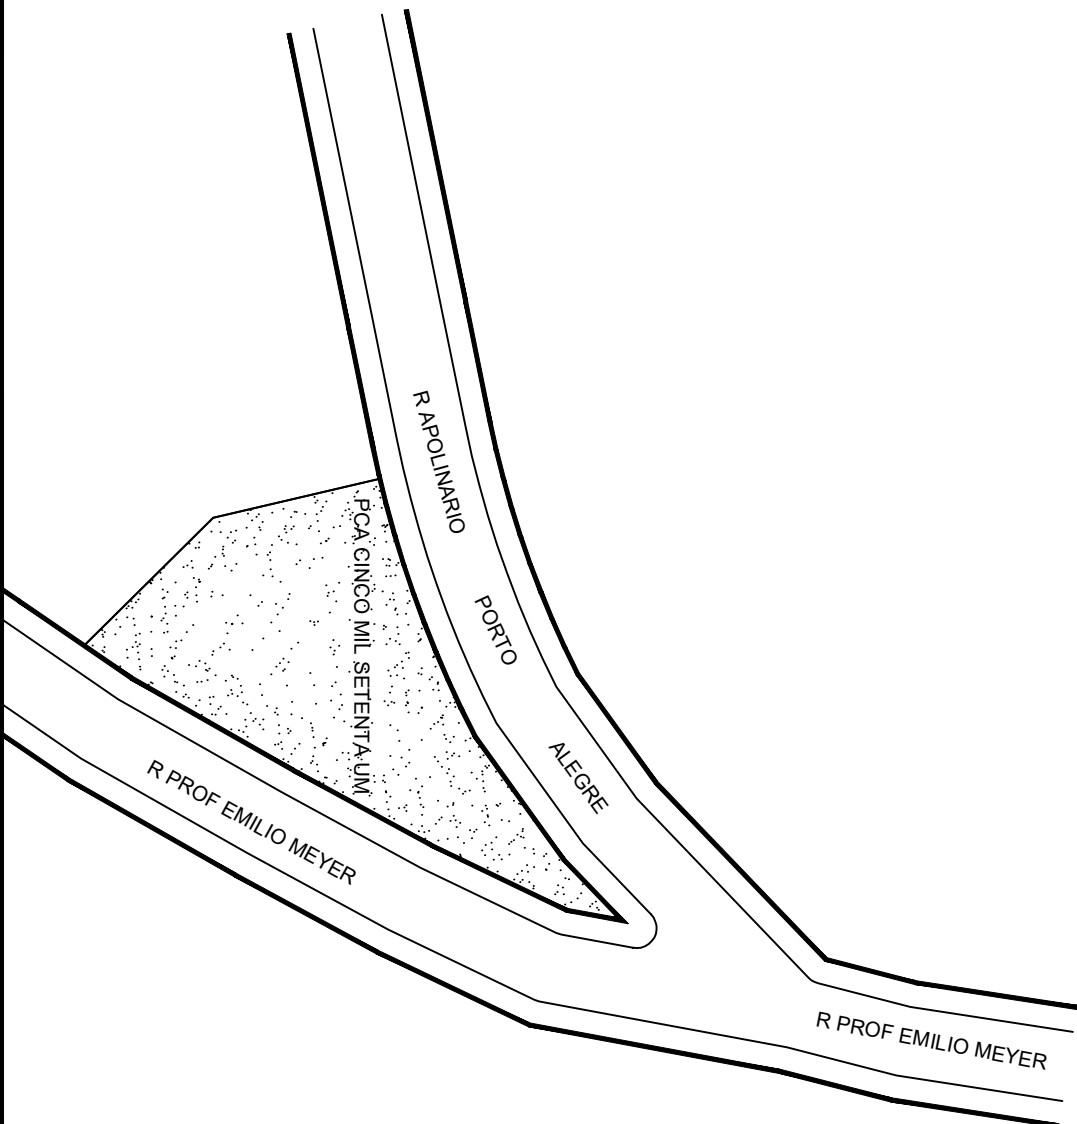 R APOLINARIO
PORTO
ALEGRE
PCA CINCO MIL SETENTA UM
R PROF EMILIO MEYER
R PROF EMILIO MEYER